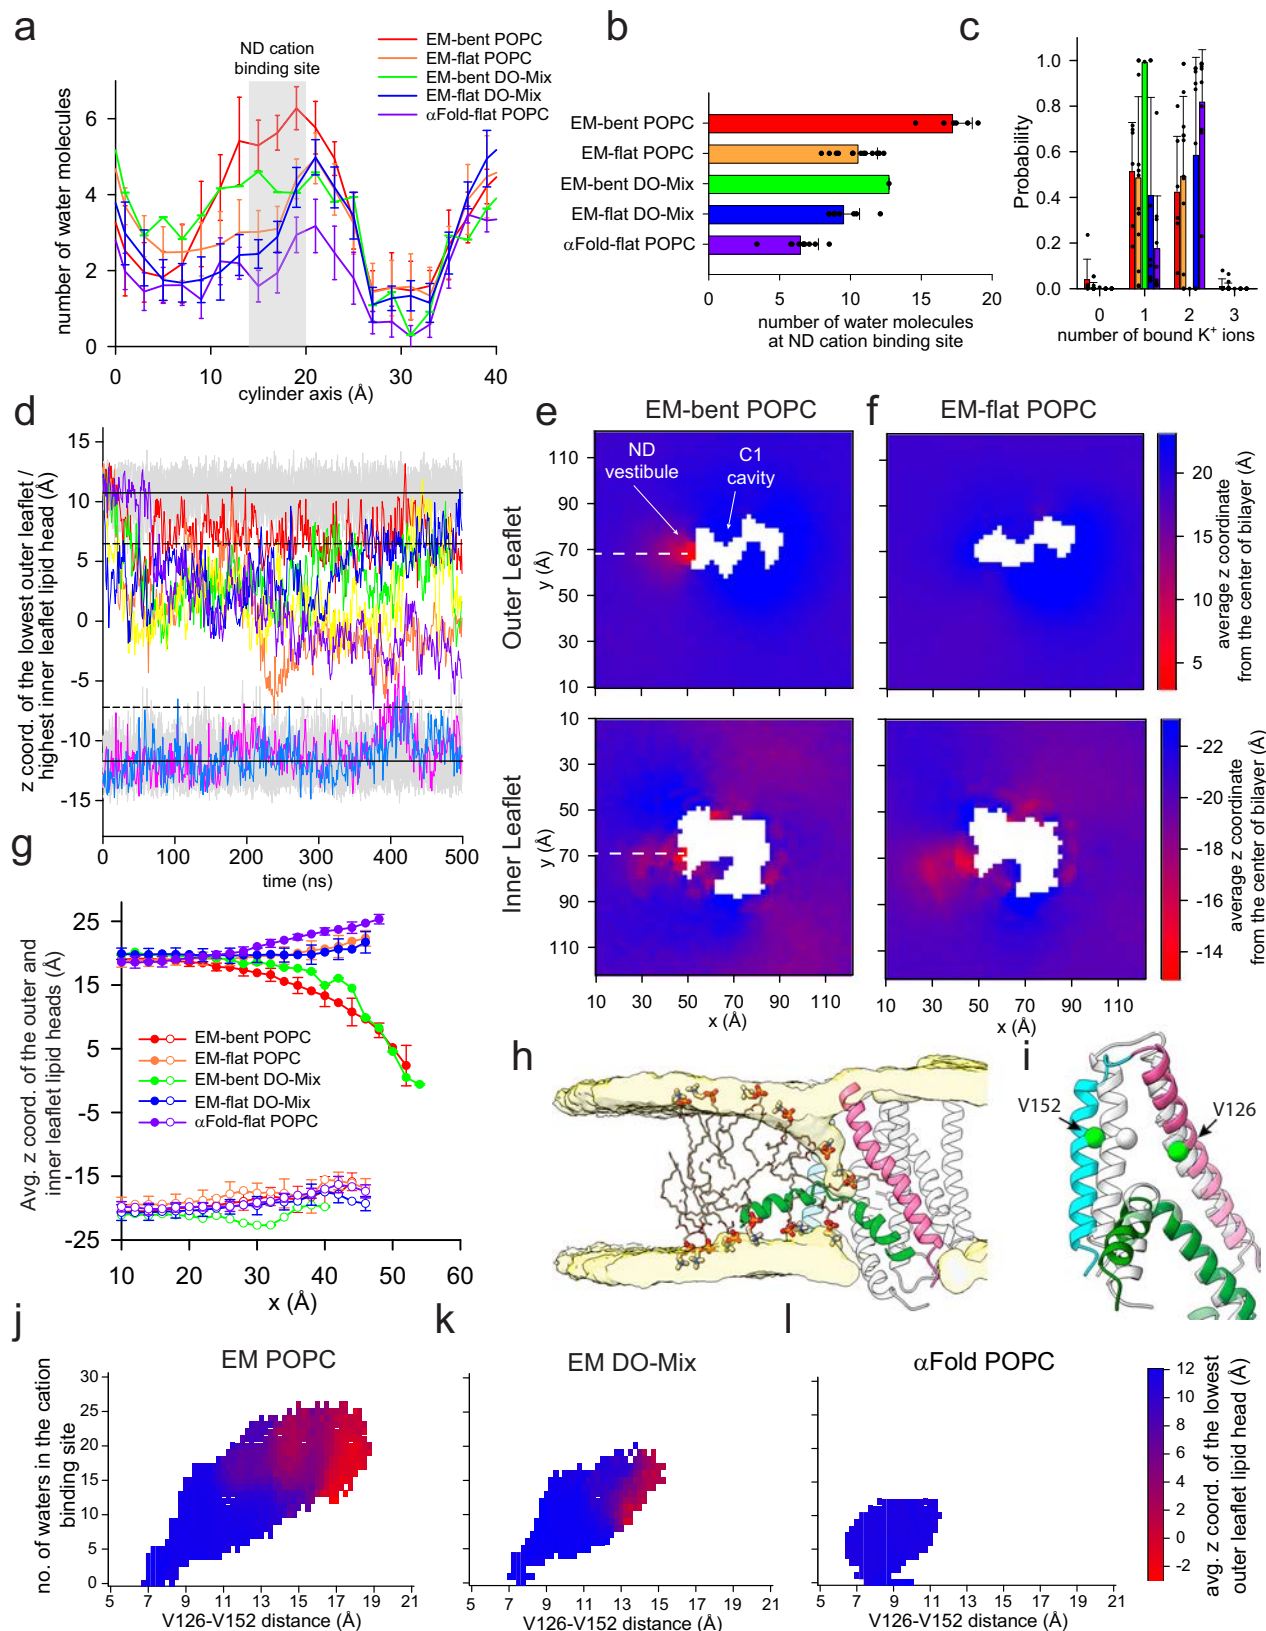 a
ND cation
binding site
EM-bent POPC
EM-flat POPC
EM-bent DO-Mix
EM-flat DO-Mix
αFold-flat POPC
number of water molecules
6
4
2
0
0
10
20
30
40
cylinder axis (Å)
b
EM-bent POPC
EM-flat POPC
EM-bent DO-Mix
EM-flat DO-Mix
αFold-flat POPC
0
10
20
number of water molecules
at ND cation binding site
c
Probability
1.0
0.8
0.6
0.4
0.2
0.0
0
1
2
3
number of bound K⁺ ions
d
z coord. of the lowest outer leaflet /
highest inner leaflet lipid head (Å)
15
10
5
0
-5
-10
-15
0
100
200
300
400
500
time (ns)
e
EM-bent POPC
ND
vestibule
C1
cavity
Outer Leaflet
y (Å)
110
90
70
50
30
10
f
EM-flat POPC
20
15
10
5
average z coordinate
from the center of bilayer (Å)
Inner Leaflet
y (Å)
10
30
50
70
90
110
10
30
50
70
90
110
x (Å)
10
30
50
70
90
110
x (Å)
-22
-20
-18
-16
-14
average z coordinate
from the center of bilayer (Å)
g
Avg. z coord. of the outer and
inner leaflet lipid heads (Å)
25
15
5
-5
-15
-25
EM-bent POPC
EM-flat POPC
EM-bent DO-Mix
EM-flat DO-Mix
αFold-flat POPC
10
20
30
40
50
60
x (Å)
h
i
V152
V126
j
EM POPC
no. of waters in the cation
binding site
30
25
20
15
10
5
0
5
7
9
11
13
15
17
19
21
V126-V152 distance (Å)
k
EM DO-Mix
5
7
9
11
13
15
17
19
21
V126-V152 distance (Å)
l
αFold POPC
5
7
9
11
13
15
17
19
21
V126-V152 distance (Å)
12
10
8
6
4
2
0
-2
avg. z coord. of the lowest
outer leaflet lipid head (Å)